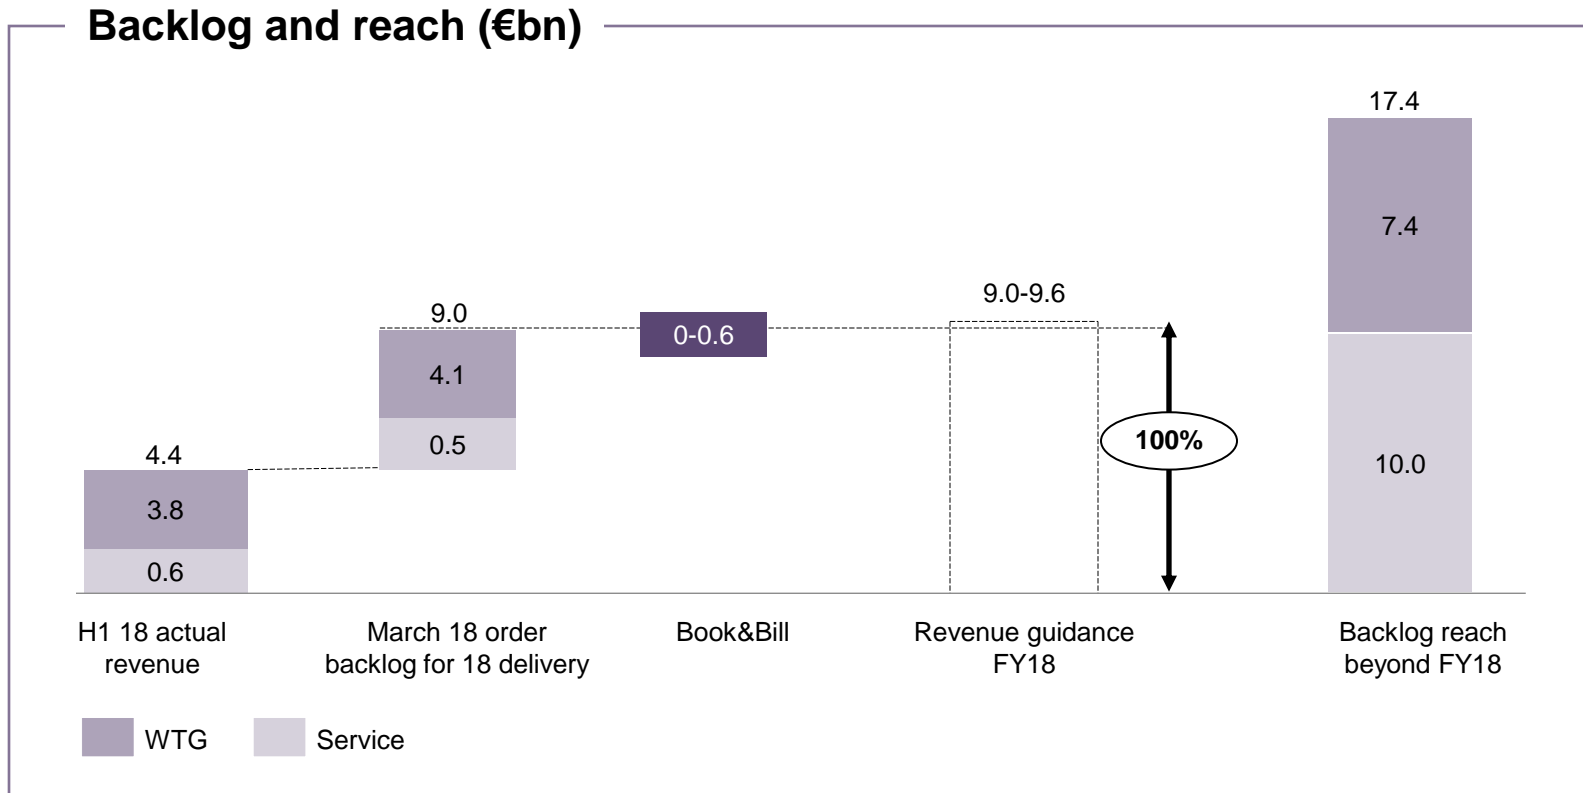 Backlog and reach (€bn)
17.4
7.4
9.0-9.6
9.0
0-0.6
4.1
100%
0.5
4.4
10.0
3.8
0.6
H1 18 actual
revenue
March 18 order
backlog for 18 delivery
Book&Bill
Revenue guidance
FY18
Backlog reach
beyond FY18
WTG
Service